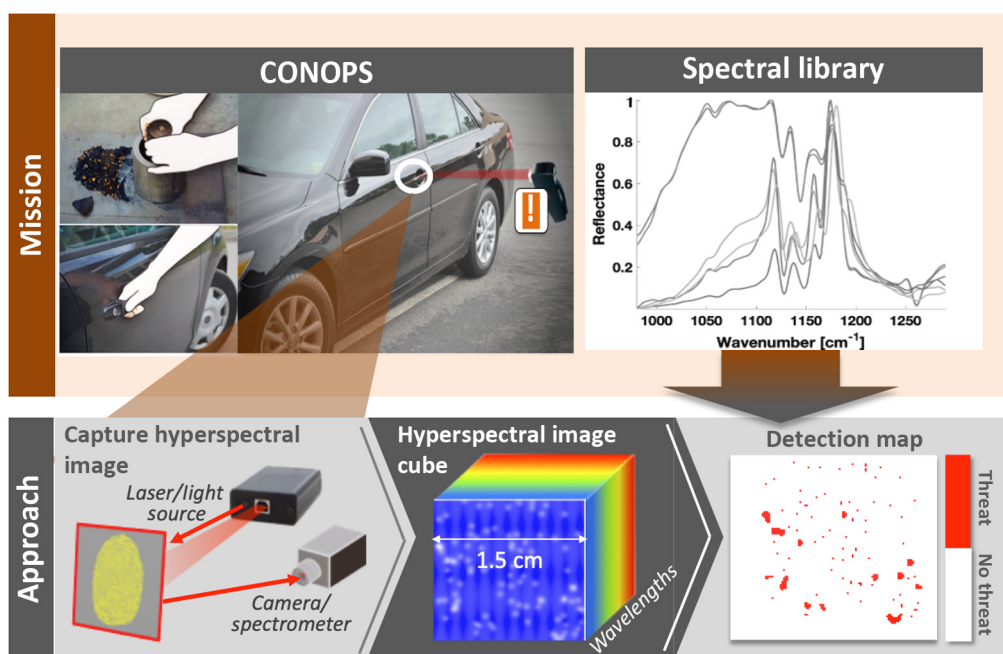 Mission
CONOPS
!
Spectral library
Reflectance
1
0.8
0.6
0.4
0.2
1000 1050 1100 1150 1200 1250
Wavenumber [cm⁻¹]
Approach
Capture hyperspectral
image
Laser/light
source
Camera/
spectrometer
Hyperspectral image
cube
1.5 cm
Wavelengths
Detection map
Threat
No threat